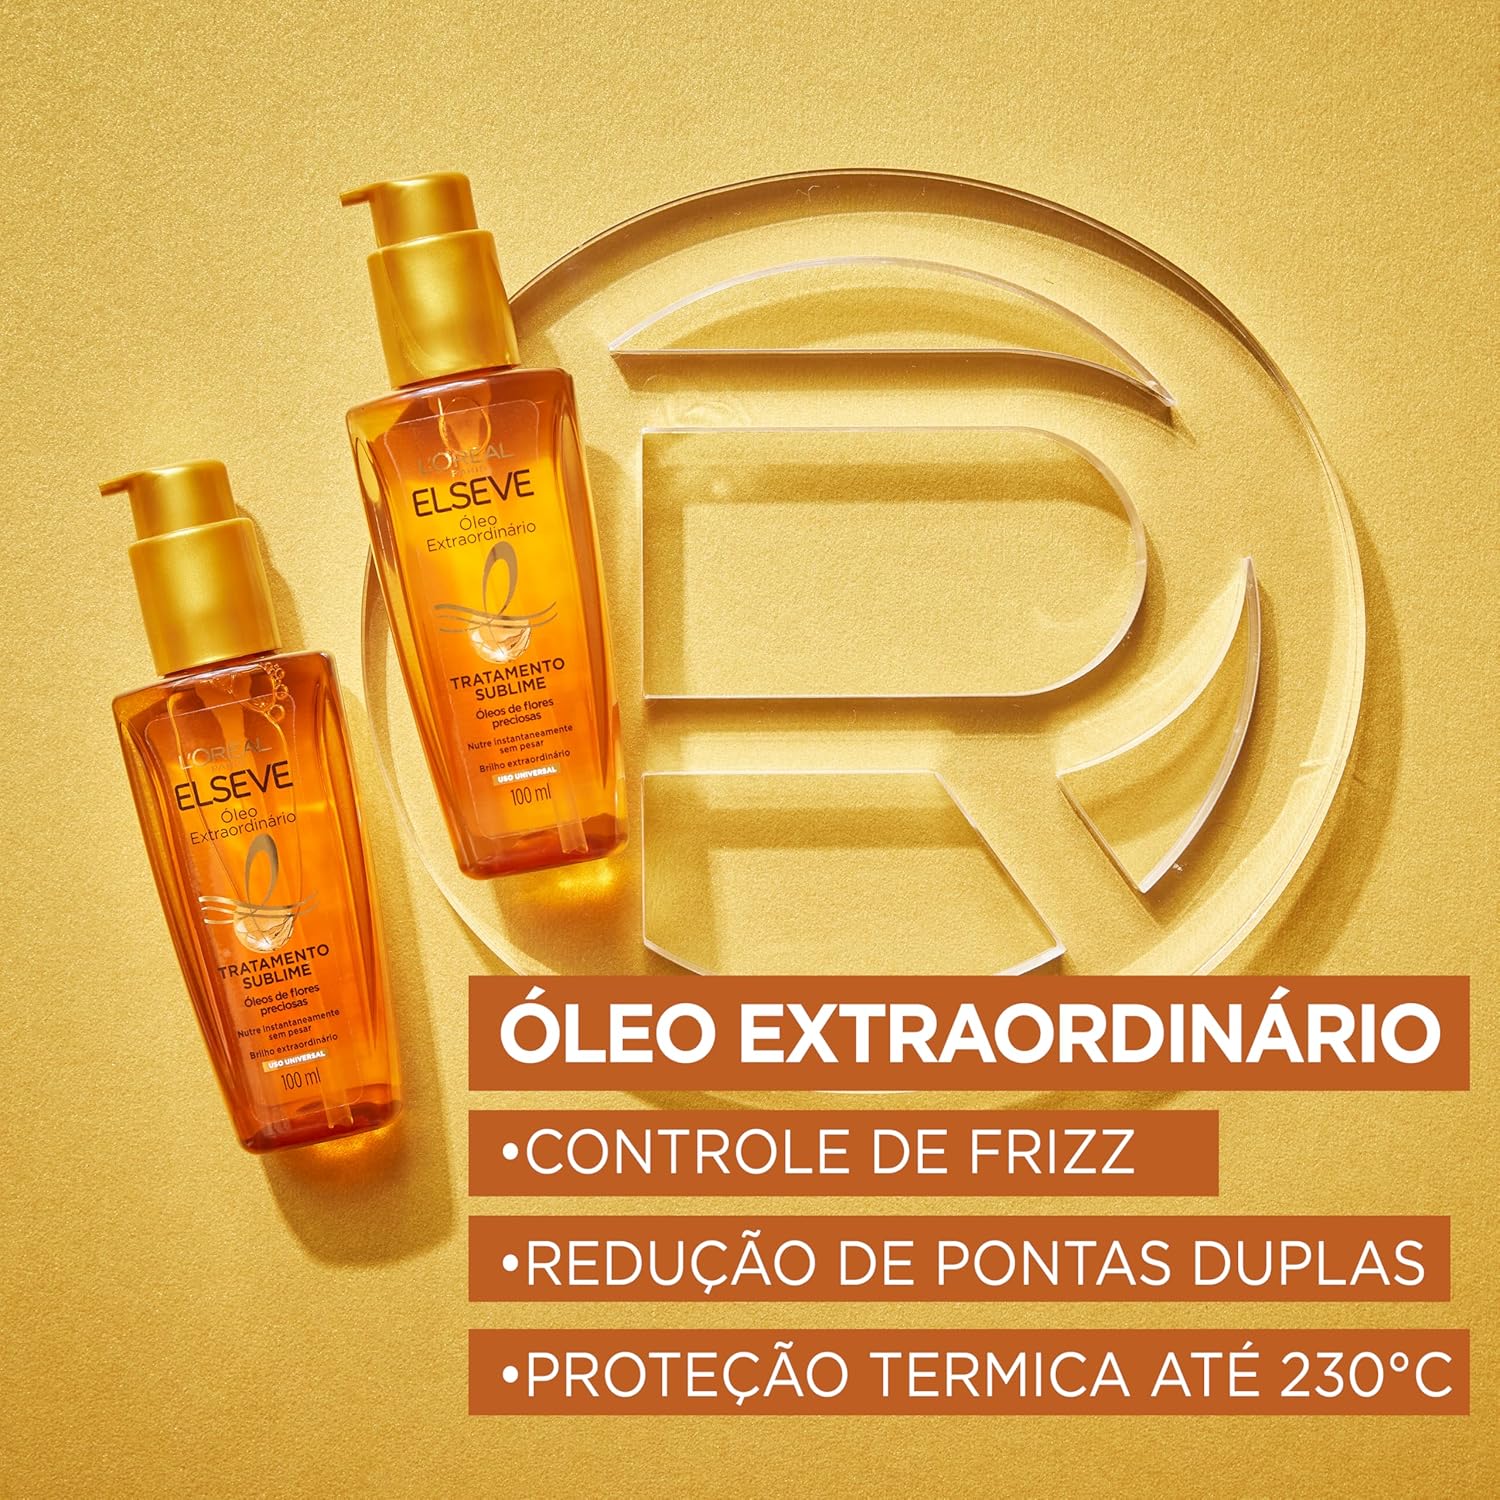 L'ORÉAL
PARIS
ELSEVE
Óleo
Extraordinário
TRATAMENTO
SUBLIME
Óleos de flores
preciosas
Nutre instantaneamente
sem pesar
Brilho extraordinário
USO UNIVERSAL
100 ml
L'ORÉAL
PARIS
ELSEVE
Óleo
Extraordinário
TRATAMENTO
SUBLIME
Óleos de flores
preciosas
Nutre instantaneamente
sem pesar
Brilho extraordinário
USO UNIVERSAL
100 ml
R
ÓLEO EXTRAORDINÁRIO
•CONTROLE DE FRIZZ
•REDUÇÃO DE PONTAS DUPLAS
•PROTEÇÃO TERMICA ATÉ 230°C